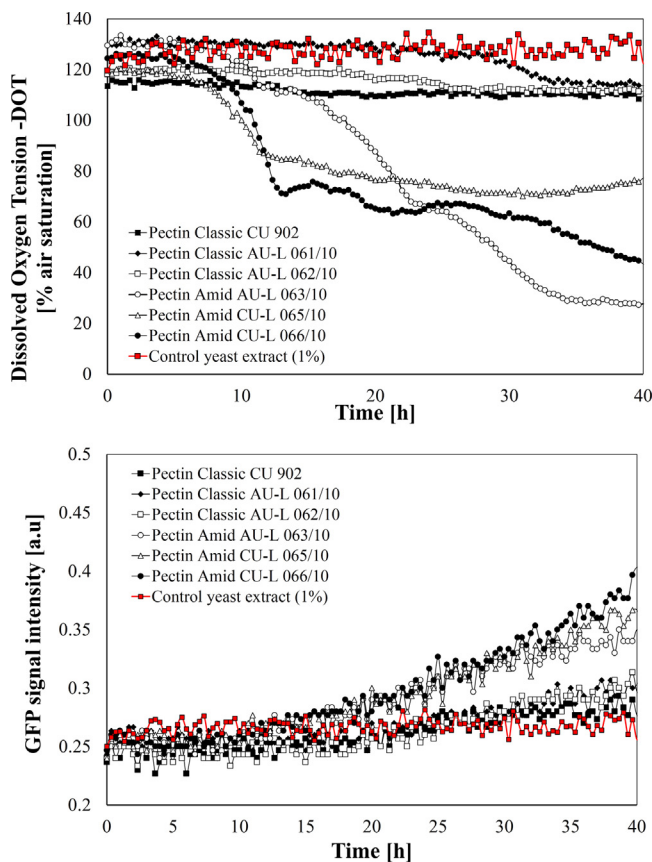 140
120
100
80
60
40
20
0
Dissolved Oxygen Tension -DOT
[% air saturation]
Pectin Classic CU 902
Pectin Classic AU-L 061/10
Pectin Classic AU-L 062/10
Pectin Amid AU-L 063/10
Pectin Amid CU-L 065/10
Pectin Amid CU-L 066/10
Control yeast extract (1%)
0 10 20 30 40
Time [h]
0.5
0.45
0.4
0.35
0.3
0.25
0.2
GFP signal intensity [a.u]
Pectin Classic CU 902
Pectin Classic AU-L 061/10
Pectin Classic AU-L 062/10
Pectin Amid AU-L 063/10
Pectin Amid CU-L 065/10
Pectin Amid CU-L 066/10
Control yeast extract (1%)
0 5 10 15 20 25 30 35 40
Time [h]